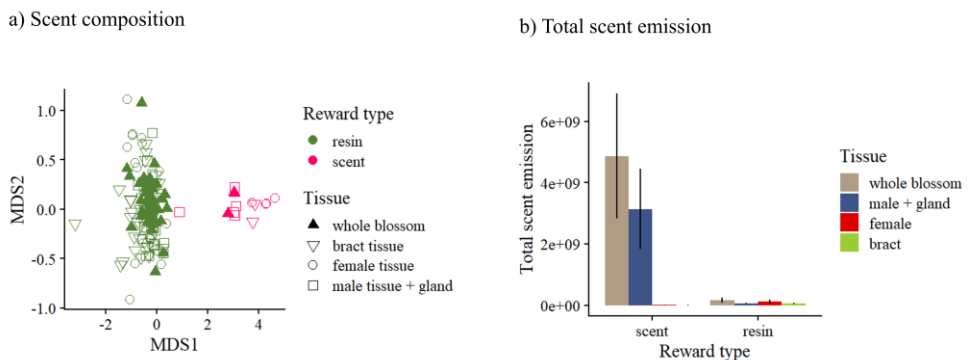 a) Scent composition
MDS2
1.0
0.5
0.0
-0.5
-1.0
-2
0
2
4
MDS1
Reward type
resin
scent
Tissue
whole blossom
bract tissue
female tissue
male tissue + gland
b) Total scent emission
Total scent emission
6e+09
4e+09
2e+09
0e+00
scent
resin
Reward type
Tissue
whole blossom
male + gland
female
bract